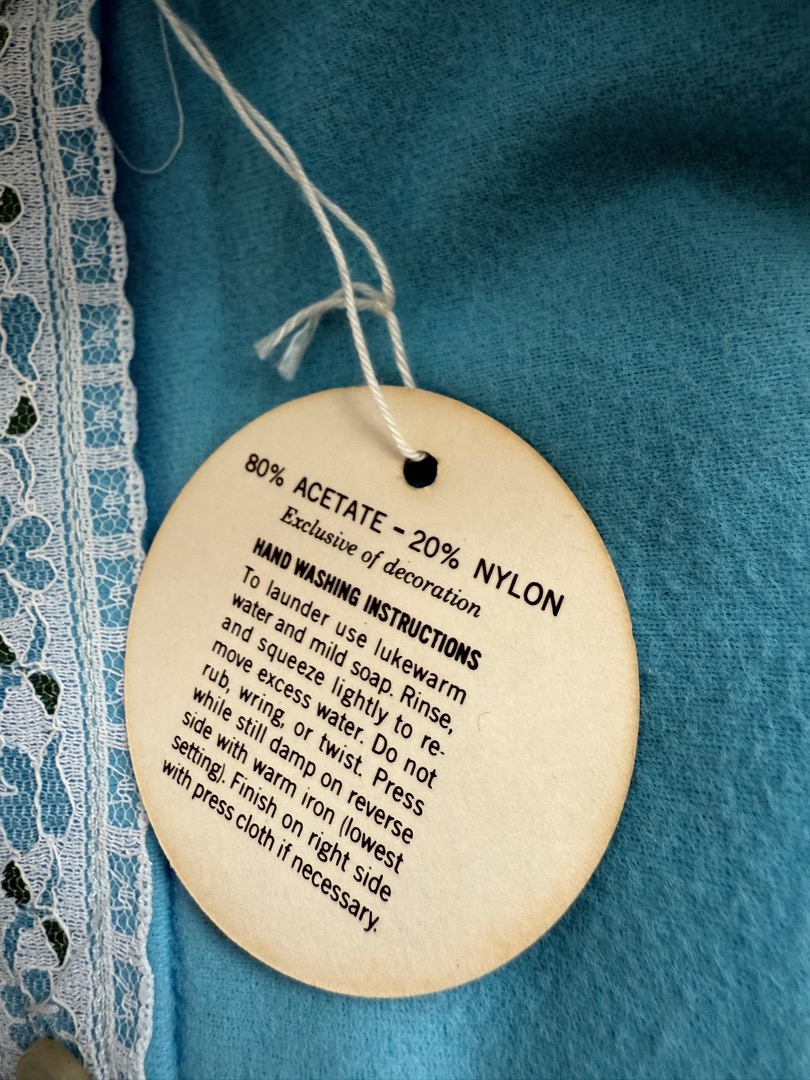 80% ACETATE - 20% NYLON
Exclusive of decoration
HAND WASHING INSTRUCTIONS
To launder use lukewarm
water and mild soap. Rinse,
and squeeze lightly to re-
move excess water. Do not
rub, wring, or twist. Press
while still damp on reverse
side with warm iron (lowest
setting). Finish on right side
with press cloth if necessary.